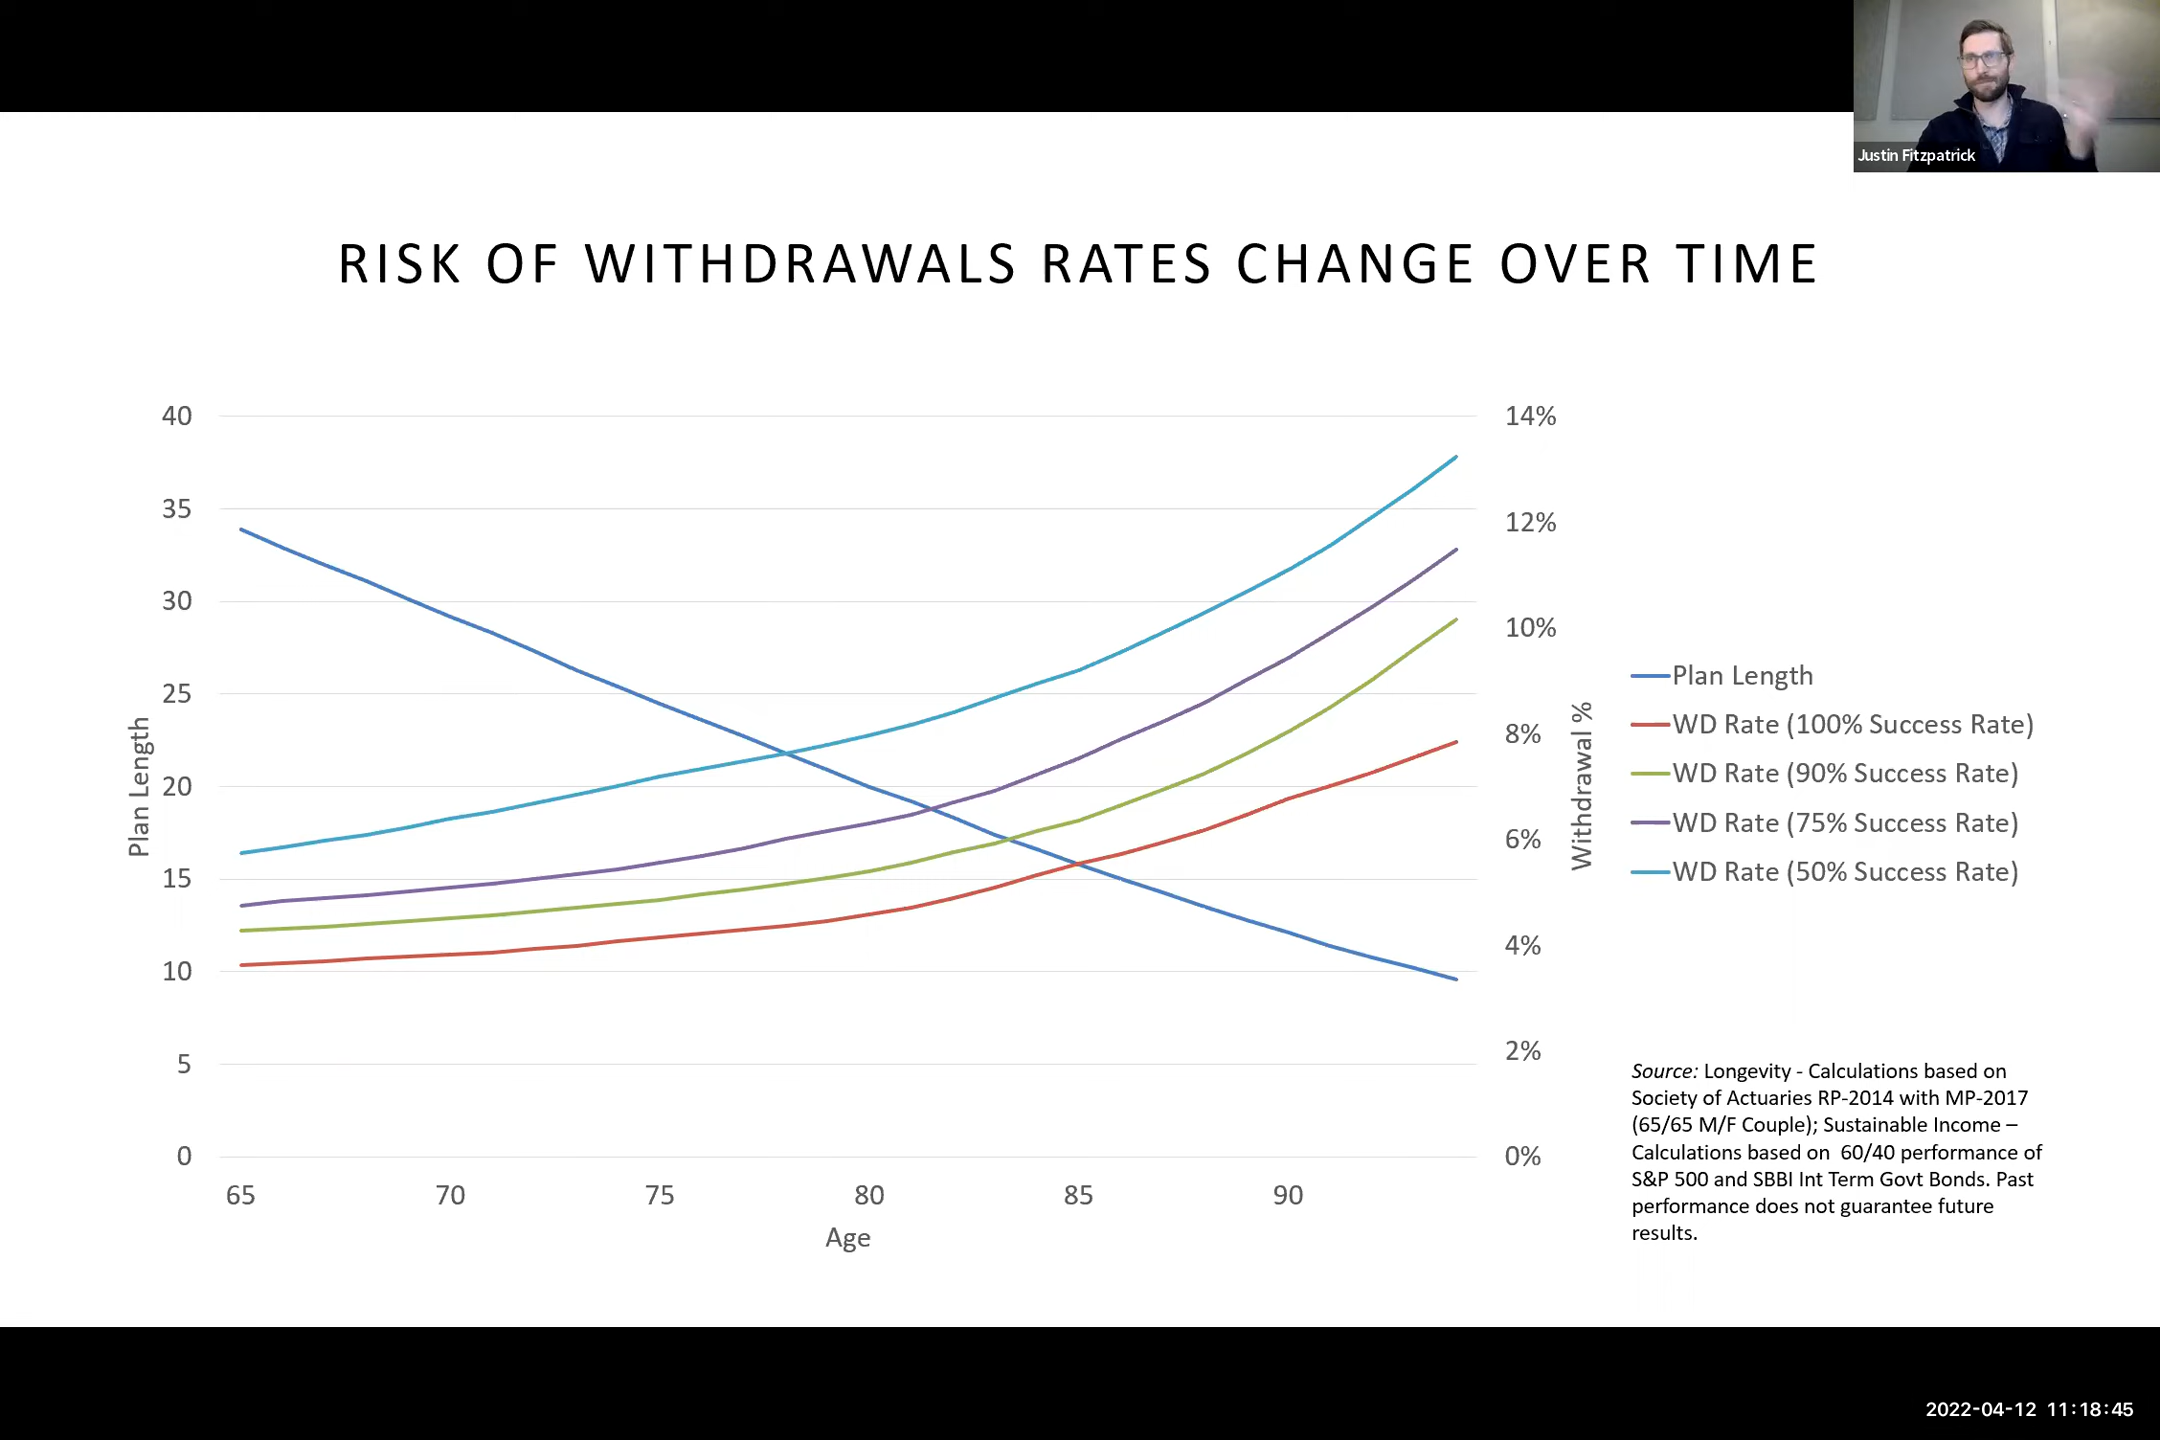 Justin Fitzpatrick
RISK OF WITHDRAWALS RATES CHANGE OVER TIME
40
35
30
25
20
15
10
5
0
Plan Length
14%
12%
10%
8%
6%
4%
2%
0%
Withdrawal %
65 70 75 80 85 90
Age
Plan Length
WD Rate (100% Success Rate)
WD Rate (90% Success Rate)
WD Rate (75% Success Rate)
WD Rate (50% Success Rate)
Source: Longevity - Calculations based on
Society of Actuaries RP-2014 with MP-2017
(65/65 M/F Couple); Sustainable Income –
Calculations based on 60/40 performance of
S&P 500 and SBBI Int Term Govt Bonds. Past
performance does not guarantee future
results.
2022-04-12 11:18:45